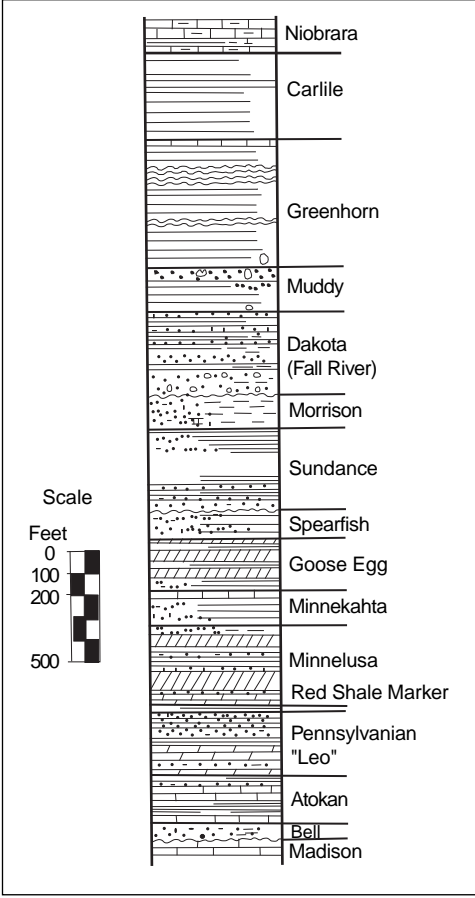 Niobrara
Carlile
Greenhorn
Muddy
Dakota
(Fall River)
Morrison
Sundance
Spearfish
Goose Egg
Minnekahta
Minnelusa
Red Shale Marker
Pennsylvanian
"Leo"
Atokan
Bell
Madison
Scale
Feet
0
100
200
500